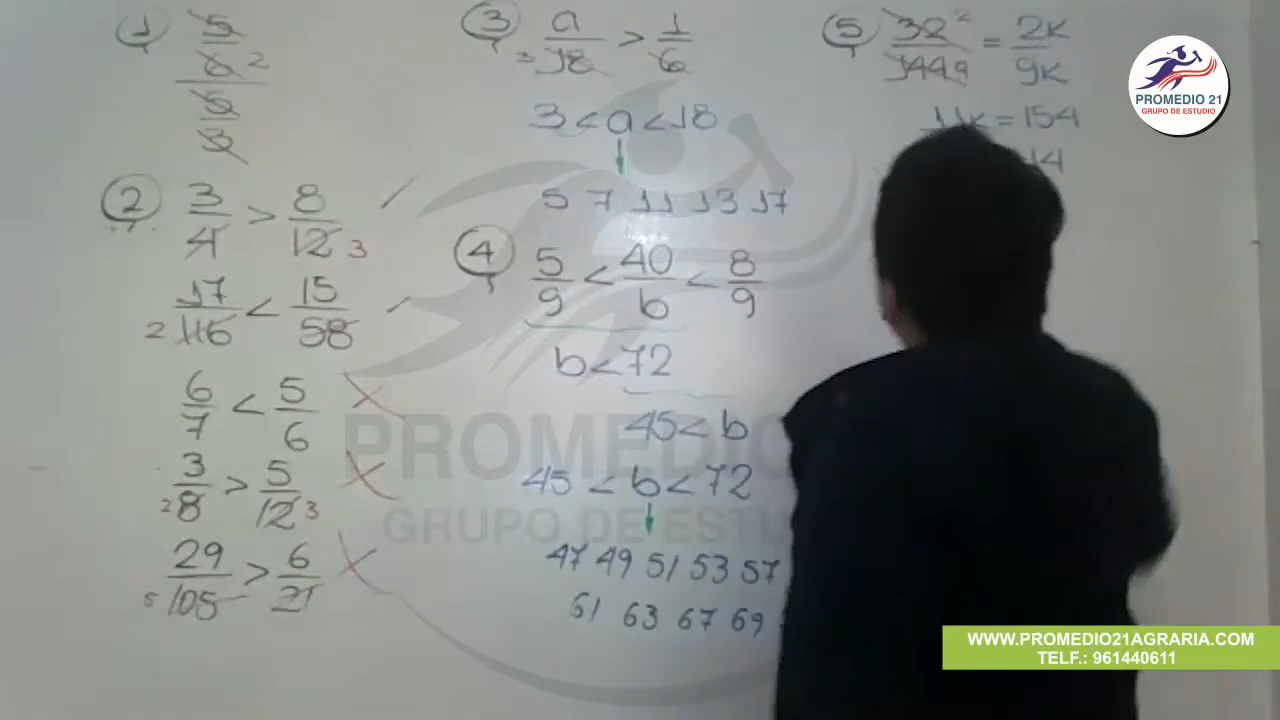 1 5/6 2
5/3
2 3/4 > 8/12 3
2 17/116 < 15/58
6/7 < 5/6
2 3/8 > 5/12 3
5 29/105 > 6/21
3 a/18 > 1/6
3
3 < a < 18
5 7 11 13 17
4 5/9 < 40/b < 8/9
b < 72
45 < b
45 < b < 72
47 49 51 53 57
61 63 67 69
5 32 2/144 9 = 2k/9k
11k = 154
14
PROMEDIO 21
GRUPO DE ESTUDIO
PROMEDIO
GRUPO DE ESTU
WWW.PROMEDIO21AGRARIA.COM
TELF.: 961440611